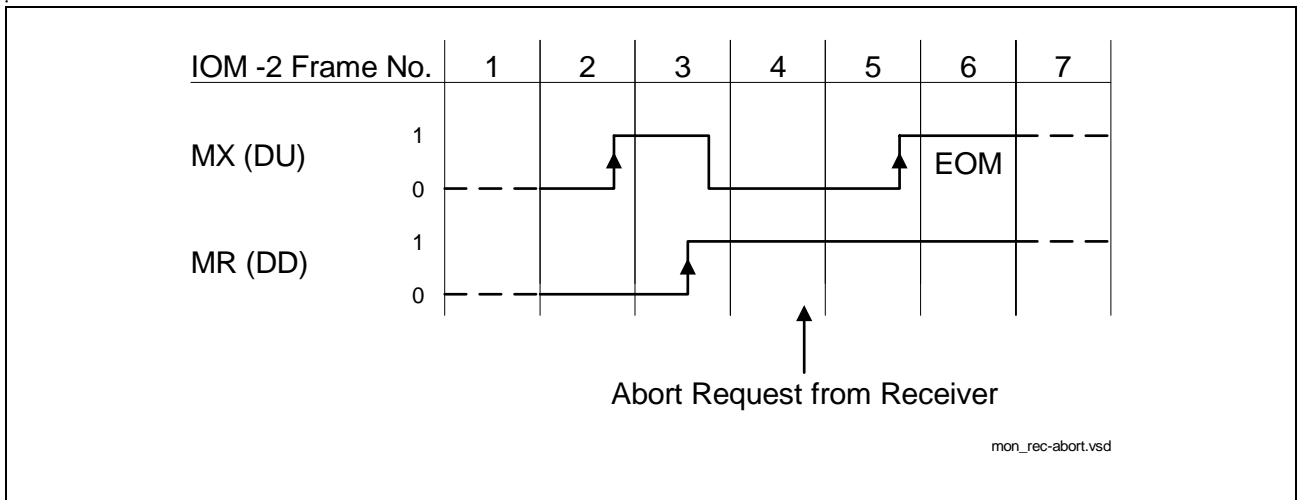 IOM -2 Frame No. 1 2 3 4 5 6 7
1
MX (DU) EOM
0
1
MR (DD)
0
Abort Request from Receiver
mon_rec-abort.vsd